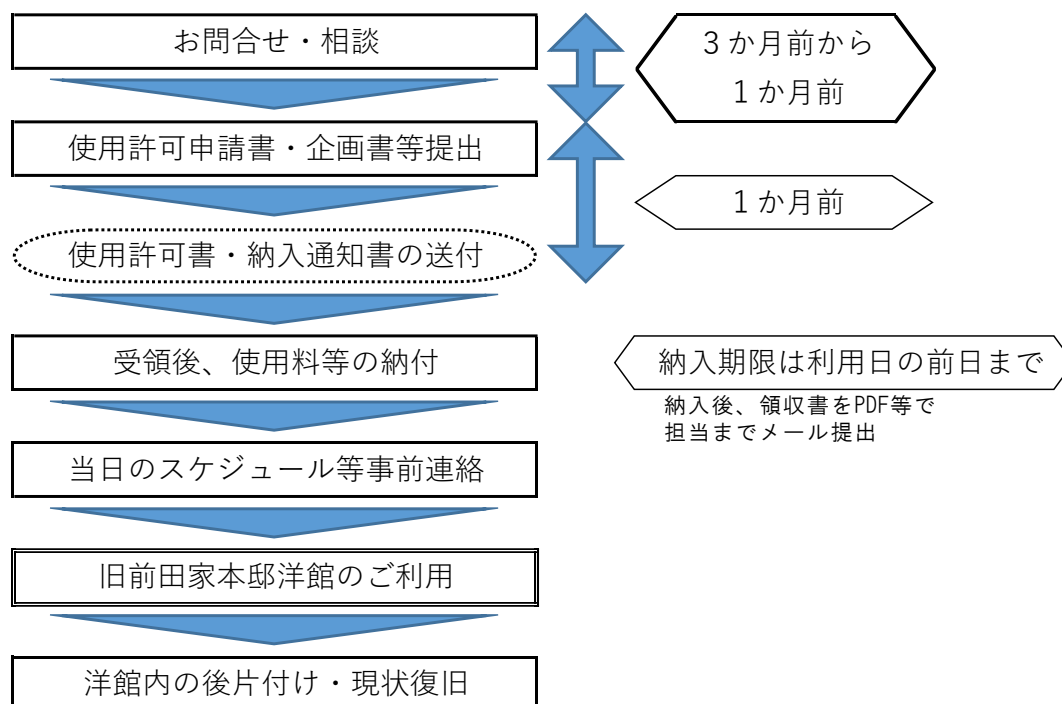 お問合せ・相談
３か月前から
１か月前
使用許可申請書・企画書等提出
１か月前
使用許可書・納入通知書の送付
受領後、使用料等の納付
納入期限は利用日の前日まで
納入後、領収書をPDF等で
担当までメール提出
当日のスケジュール等事前連絡
旧前田家本邸洋館のご利用
洋館内の後片付け・現状復旧